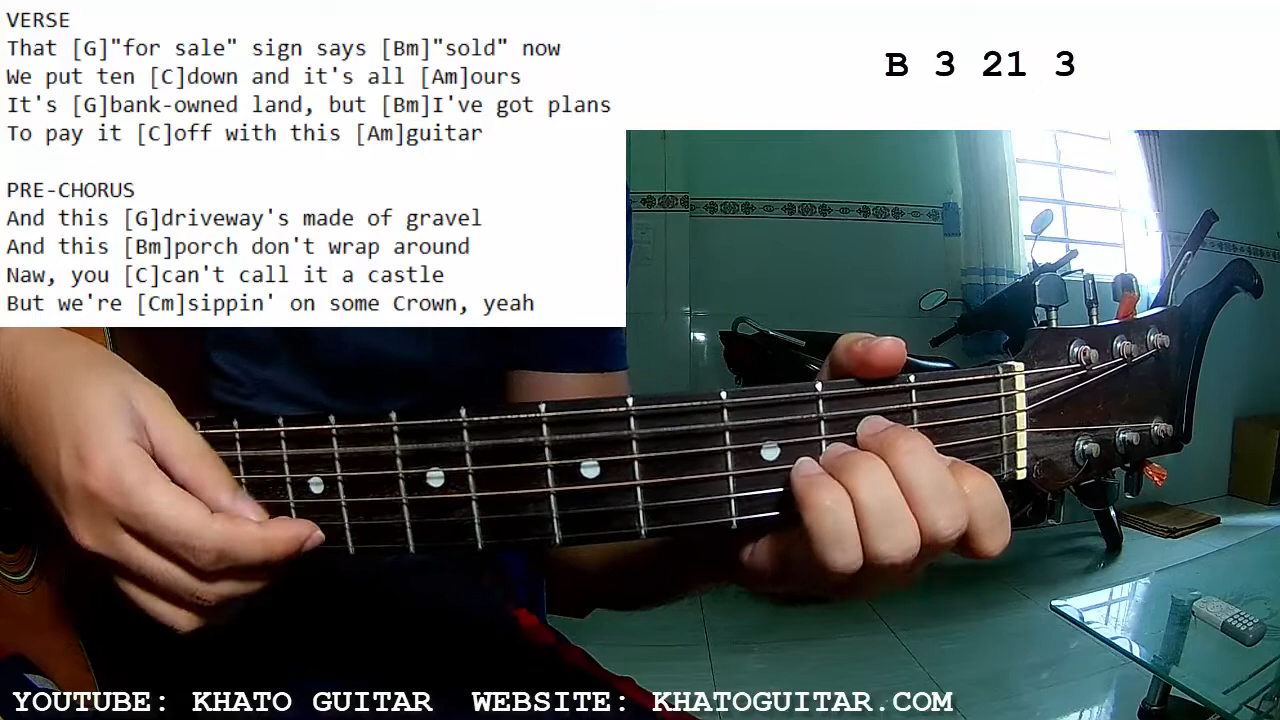 VERSE
That [G]"for sale" sign says [Bm]"sold" now
We put ten [C]down and it's all [Am]ours
It's [G]bank-owned land, but [Bm]I've got plans
To pay it [C]off with this [Am]guitar
PRE-CHORUS
And this [G]driveway's made of gravel
And this [Bm]porch don't wrap around
Naw, you [C]can't call it a castle
But we're [Cm]sippin' on some Crown, yeah
B 3 21 3
YOUTUBE: KHATO GUITAR WEBSITE: KHATOGUITAR.COM